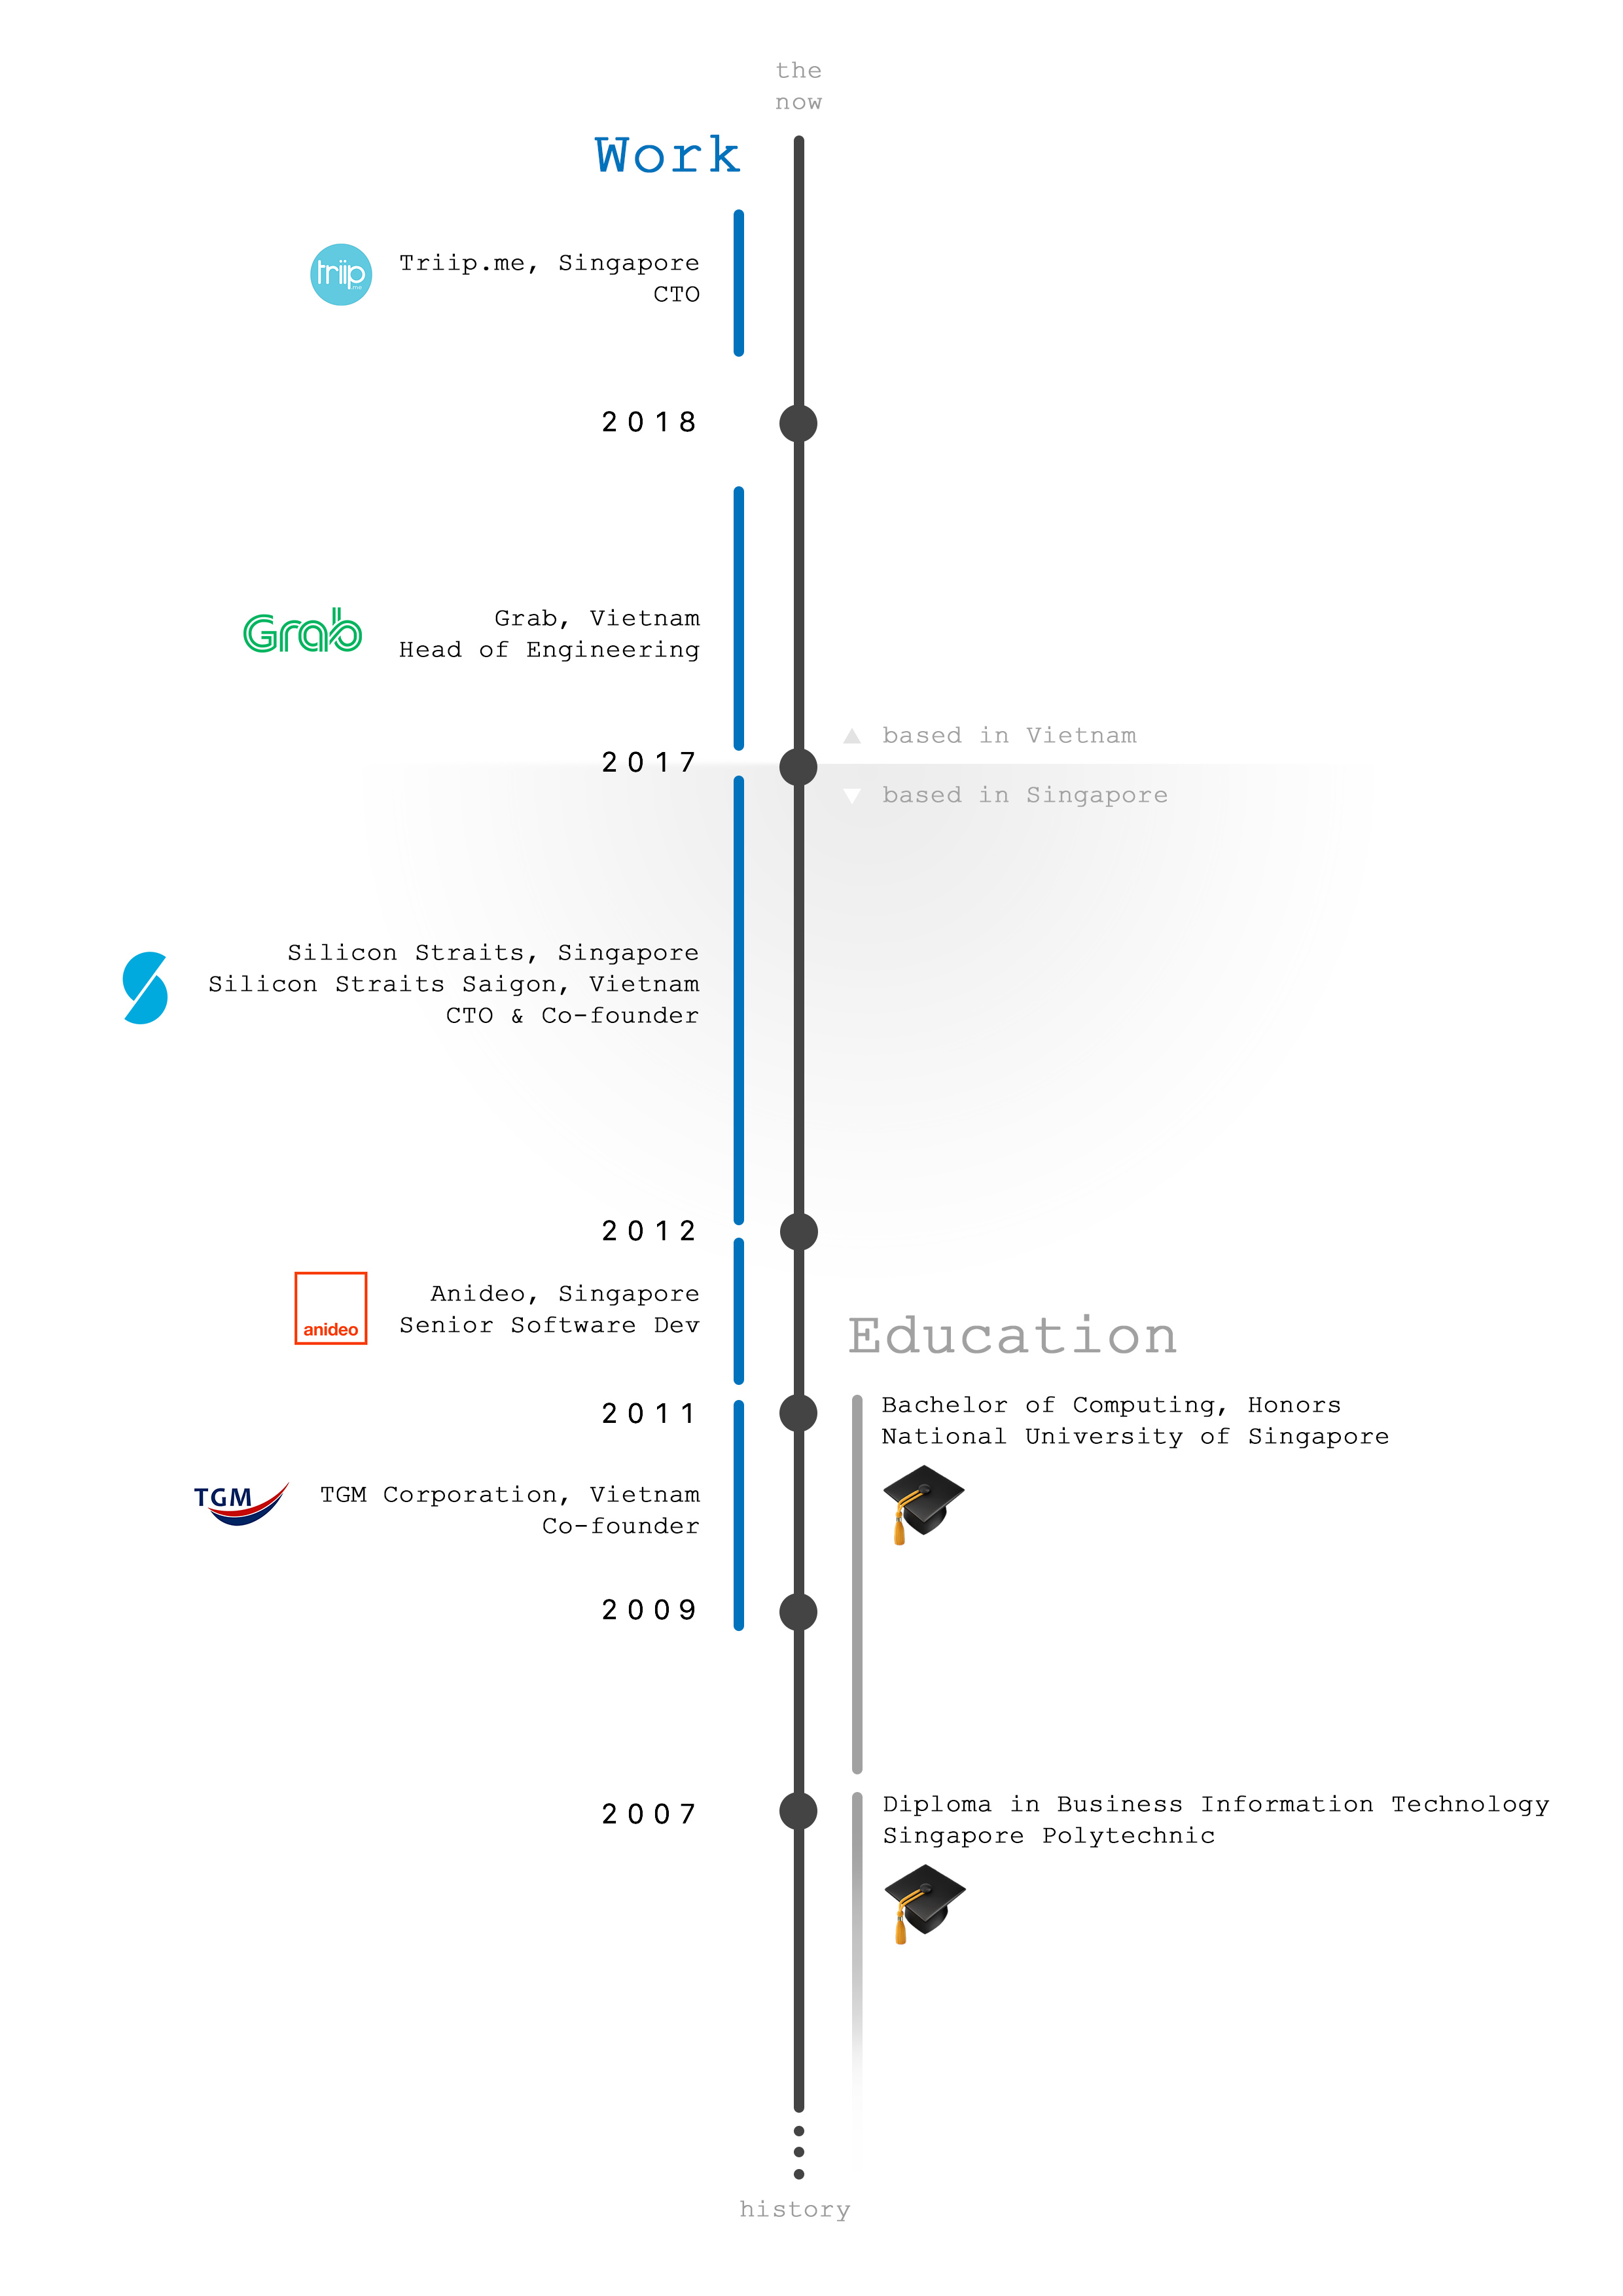 the
now
Work
triip
.me
Triip.me, Singapore
CTO
2018
Grab
Grab, Vietnam
Head of Engineering
based in Vietnam
2017
based in Singapore
Silicon Straits, Singapore
Silicon Straits Saigon, Vietnam
CTO & Co-founder
2012
anideo
Anideo, Singapore
Senior Software Dev
Education
Bachelor of Computing, Honors
National University of Singapore
2011
TGM
TGM Corporation, Vietnam
Co-founder
2009
Diploma in Business Information Technology
Singapore Polytechnic
2007
history